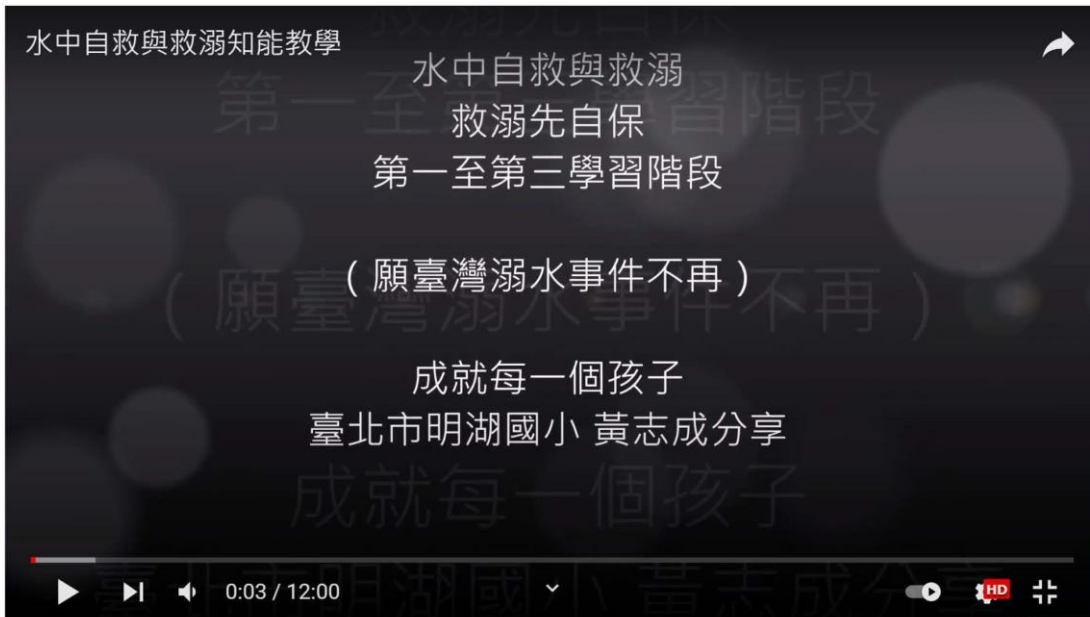 水中自救與救溺知能教學
水中自救與救溺
救溺先自保
第一至第三學習階段
（願臺灣溺水事件不再）
成就每一個孩子
臺北市明湖國小 黃志成分享
0:03 / 12:00
HD